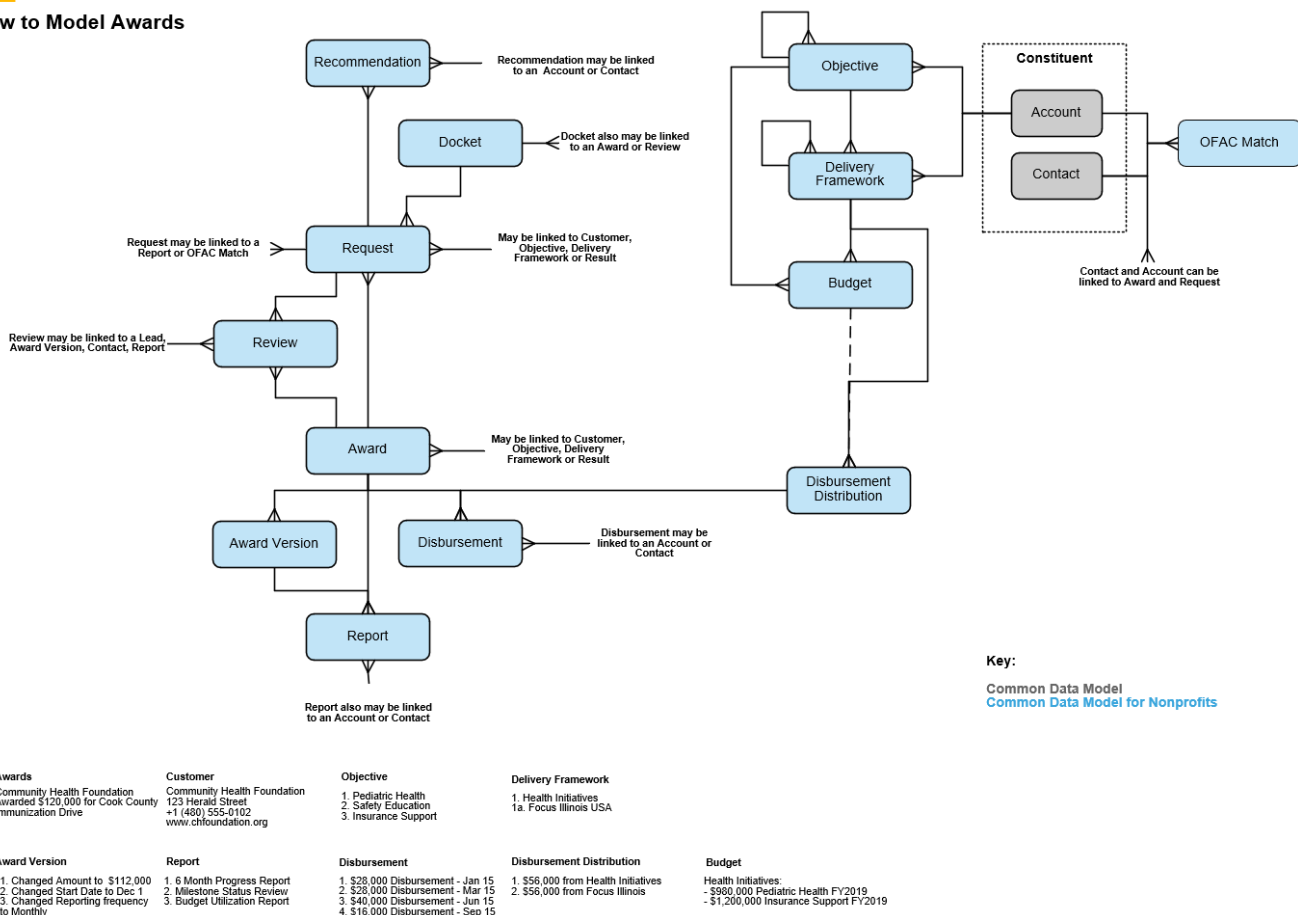 w to Model Awards
Recommendation
Recommendation may be linked
to an Account or Contact
Docket
Docket also may be linked
to an Award or Review
Request may be linked to a
Report or OFAC Match
Request
May be linked to Customer,
Objective, Delivery
Framework or Result
Review may be linked to a Lead,
Award Version, Contact, Report
Review
Award
May be linked to Customer,
Objective, Delivery
Framework or Result
Award Version
Disbursement
Disbursement may be
linked to an Account or
Contact
Report
Report also may be linked
to an Account or Contact
Objective
Delivery
Framework
Budget
Disbursement
Distribution
Constituent
Account
Contact
OFAC Match
Contact and Account can be
linked to Award and Request
Key:
Common Data Model
Common Data Model for Nonprofits
wards
ommunity Health Foundation
warded $120,000 for Cook County
mmunization Drive
Customer
Community Health Foundation
123 Herald Street
+1 (480) 555-0102
www.chfoundation.org
Objective
1. Pediatric Health
2. Safety Education
3. Insurance Support
Delivery Framework
1. Health Initiatives
1a. Focus Illinois USA
ward Version
1. Changed Amount to $112,000
2. Changed Start Date to Dec 1
3. Changed Reporting frequency
to Monthly
Report
1. 6 Month Progress Report
2. Milestone Status Review
3. Budget Utilization Report
Disbursement
1. $28,000 Disbursement - Jan 15
2. $28,000 Disbursement - Mar 15
3. $40,000 Disbursement - Jun 15
4. $16,000 Disbursement - Sep 15
Disbursement Distribution
1. $56,000 from Health Initiatives
2. $56,000 from Focus Illinois
Budget
Health Initiatives:
- $980,000 Pediatric Health FY2019
- $1,200,000 Insurance Support FY2019